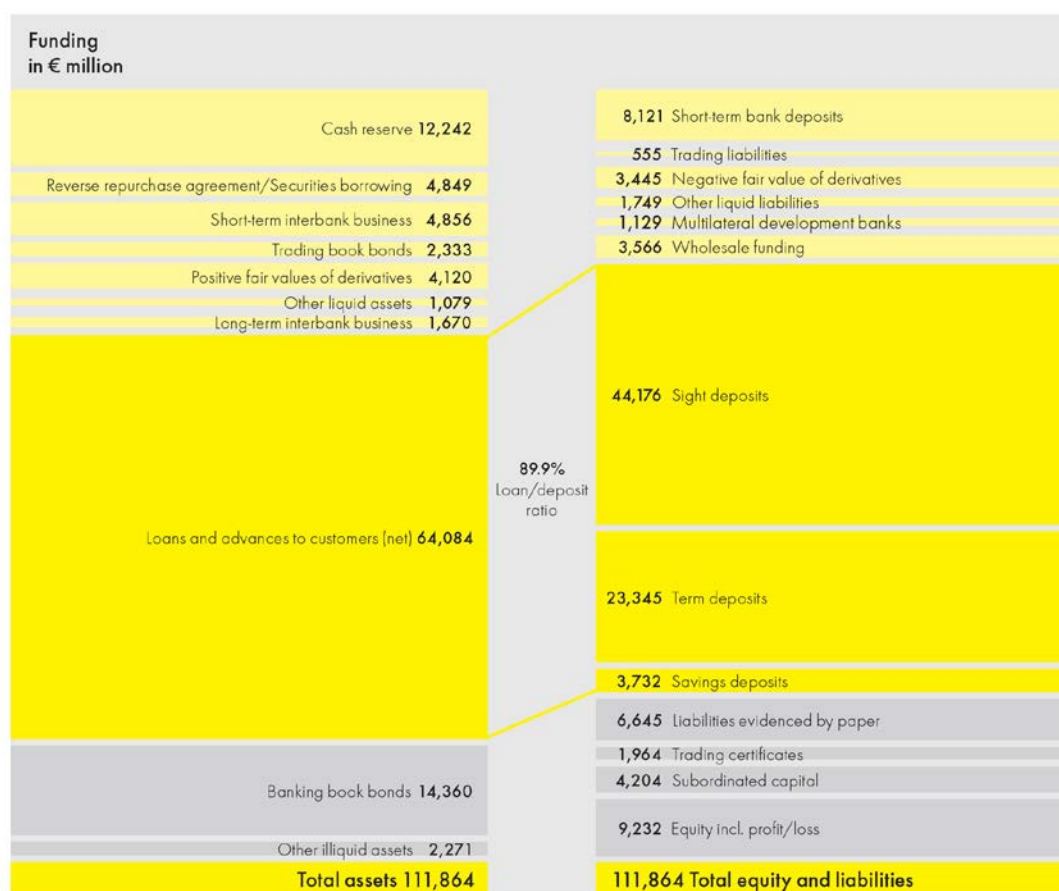 Funding
in € million
Cash reserve 12,242
Reverse repurchase agreement/Securities borrowing 4,849
Short-term interbank business 4,856
Trading book bonds 2,333
Positive fair values of derivatives 4,120
Other liquid assets 1,079
Long-term interbank business 1,670
Loans and advances to customers (net) 64,084
Banking book bonds 14,360
Other illiquid assets 2,271
Total assets 111,864
89.9%
Loan/deposit
ratio
8,121 Short-term bank deposits
555 Trading liabilities
3,445 Negative fair value of derivatives
1,749 Other liquid liabilities
1,129 Multilateral development banks
3,566 Wholesale funding
44,176 Sight deposits
23,345 Term deposits
3,732 Savings deposits
6,645 Liabilities evidenced by paper
1,964 Trading certificates
4,204 Subordinated capital
9,232 Equity incl. profit/loss
111,864 Total equity and liabilities